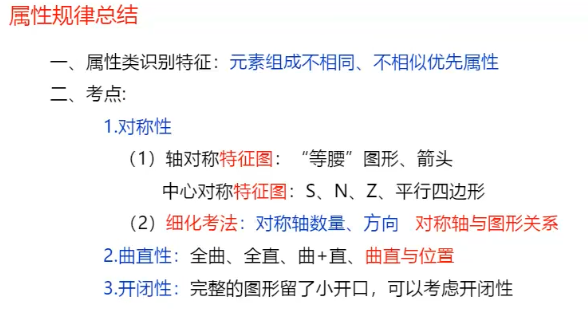 属性规律总结
一、属性类识别特征：元素组成不相同、不相似优先属性
二、考点:
1.对称性
（1）轴对称特征图：“等腰”图形、箭头
中心对称特征图：S、N、Z、平行四边形
（2）细化考法：对称轴数量、方向 对称轴与图形关系
2.曲直性：全曲、全直、曲+直、曲直与位置
3.开闭性：完整的图形留了小开口，可以考虑开闭性